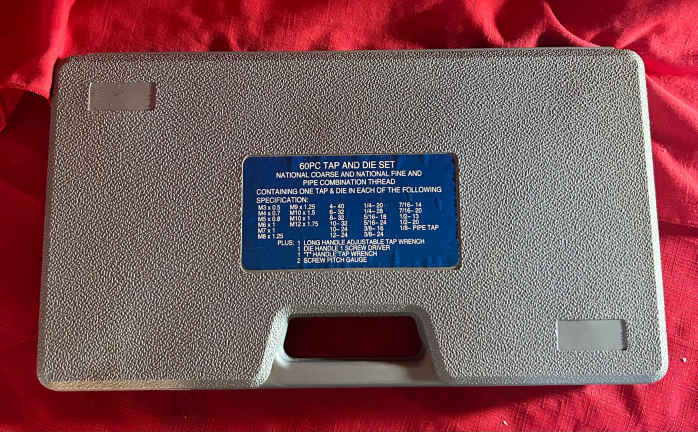 60PC TAP AND DIE SET
NATIONAL COARSE AND NATIONAL FINE AND
PIPE COMBINATION THREAD
CONTAINING ONE TAP & DIE IN EACH OF THE FOLLOWING
SPECIFICATION:
M3 x 0.5 M9 x 1.25 4- 40 1/4- 20 7/16- 14
M4 x 0.7 M10 x 1.5 6- 32 1/4- 28 7/16- 20
M5 x 0.8 M10 x 1 8- 32 5/16- 18 1/2- 13
M6 x 1 M12 x 1.75 10- 32 5/16- 24 1/2- 20
M7 x 1 10- 24 3/8- 16 1/8- PIPE TAP
M8 x 1.25 12- 24 3/8- 24
PLUS: 1 LONG HANDLE ADJUSTABLE TAP WRENCH
1 DIE HANDLE 1 SCREW DRIVER
1 "T" HANDLE TAP WRENCH
2 SCREW PITCH GAUGE